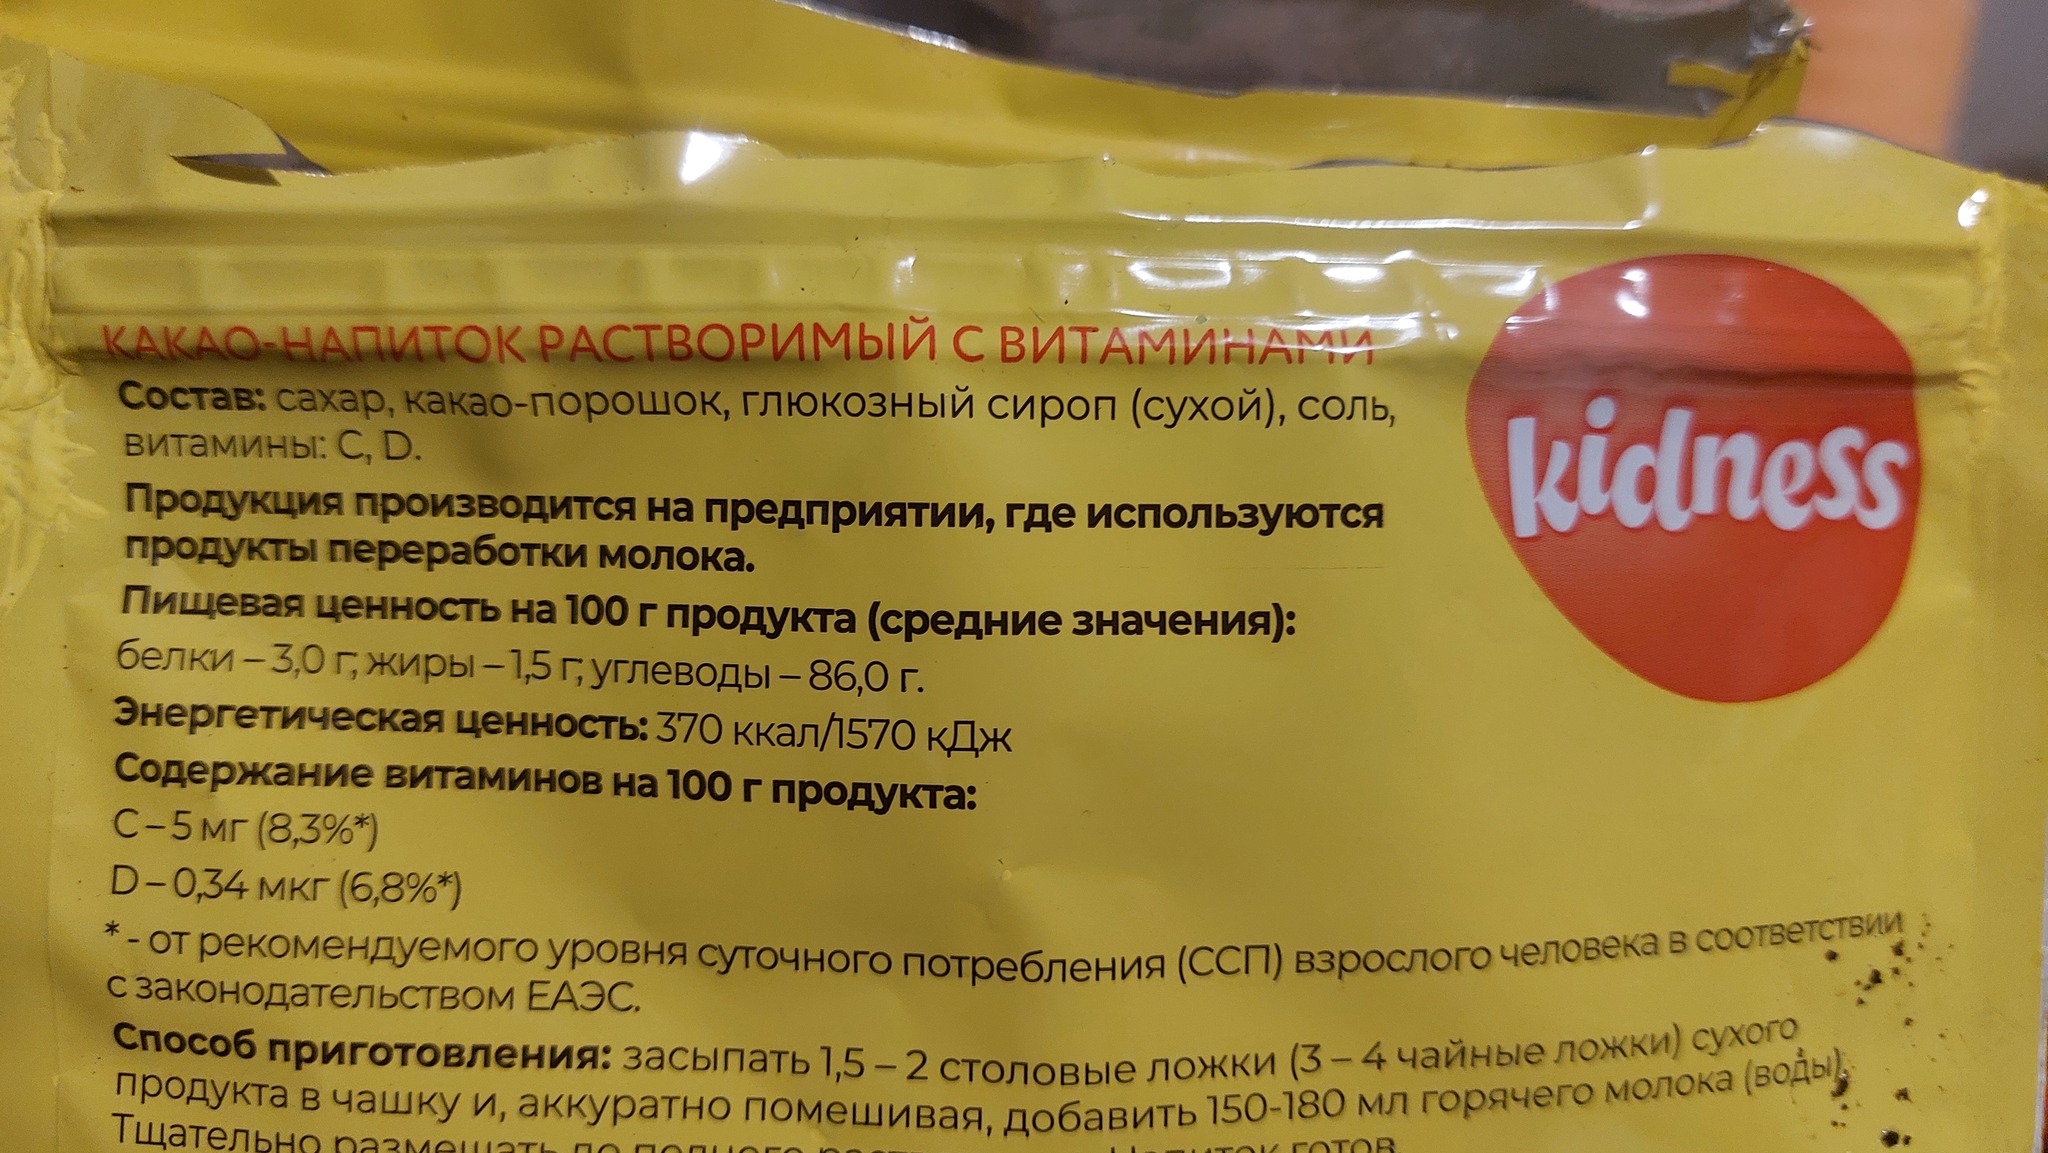 КАКАО-НАПИТОК РАСТВОРИМЫЙ С ВИТАМИНАМИ
Состав: сахар, какао-порошок, глюкозный сироп (сухой), соль,
витамины: С, D.
kidness
Продукция производится на предприятии, где используются
продукты переработки молока.
Пищевая ценность на 100 г продукта (средние значения):
белки – 3,0 г; жиры – 1,5 г; углеводы – 86,0 г.
Энергетическая ценность: 370 ккал/1570 кДж
Содержание витаминов на 100 г продукта:
С – 5 мг (8,3%*)
D – 0,34 мкг (6,8%*)
* - от рекомендуемого уровня суточного потребления (ССП) взрослого человека в соответствии
с законодательством ЕАЭС.
Способ приготовления: засыпать 1,5 – 2 столовые ложки (3 – 4 чайные ложки) сухого
продукта в чашку и, аккуратно помешивая, добавить 150-180 мл горячего молока (воды).
Тщательно размешать до полного Напиток готов